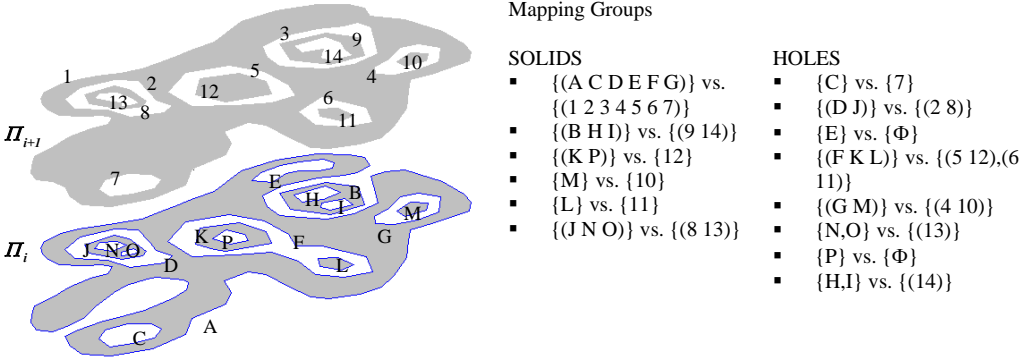 Mapping Groups
SOLIDS
▪ {(A C D E F G)} vs.
{(1 2 3 4 5 6 7)}
▪ {(B H I)} vs. {(9 14)}
▪ {(K P)} vs. {12}
▪ {M} vs. {10}
▪ {L} vs. {11}
▪ {(J N O)} vs. {(8 13)}
HOLES
▪ {C} vs. {7}
▪ {(D J)} vs. {(2 8)}
▪ {E} vs. {Φ}
▪ {(F K L)} vs. {(5 12),(6
11)}
▪ {(G M)} vs. {(4 10)}
▪ {N,O} vs. {(13)}
▪ {P} vs. {Φ}
▪ {H,I} vs. {(14)}
Π i+1
1
2
3
4
5
6
7
8
9
10
11
12
13
14
Π i
A
B
C
D
E
F
G
H
I
J
K
L
M
N
O
P